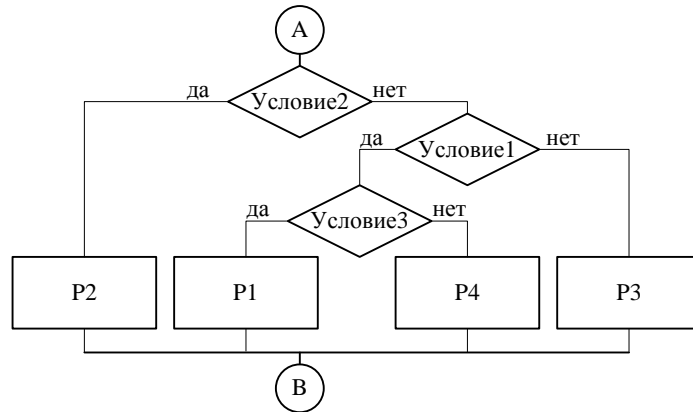 A
да Условие2 нет
да Условие1 нет
да Условие3 нет
P2 P1 P4 P3
B